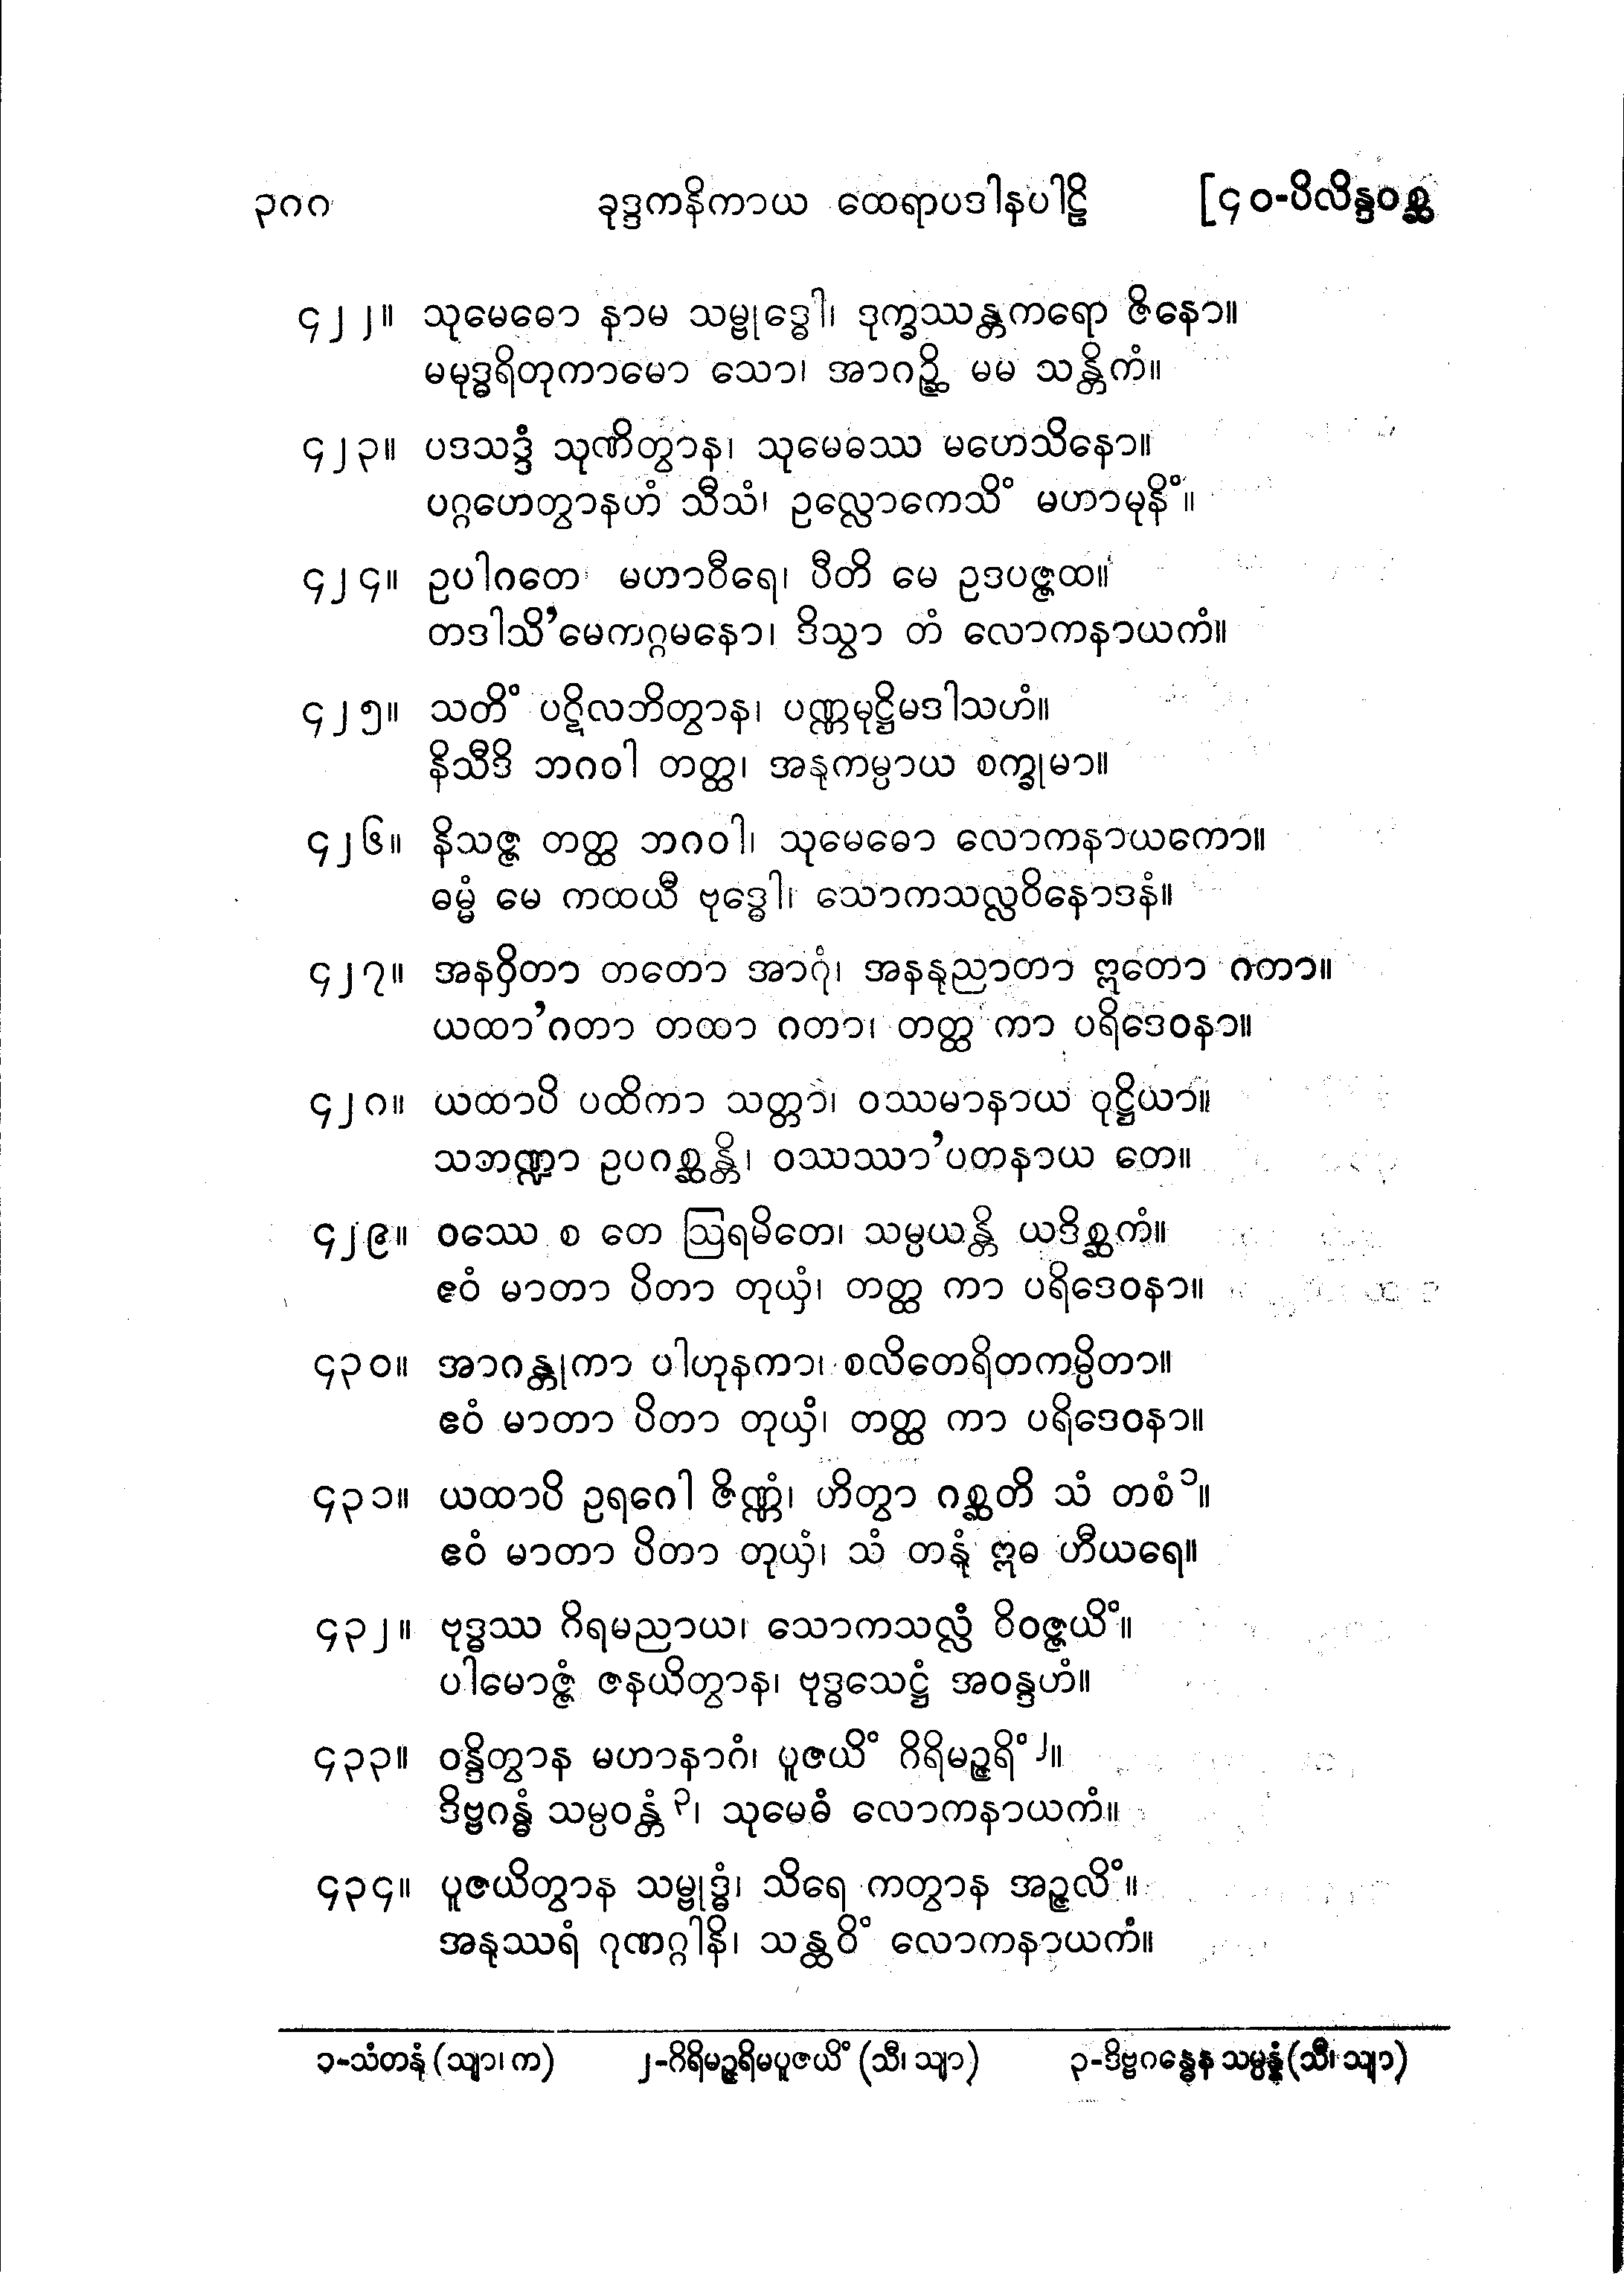 ၃၈၈ ခုဒ္ဒကနိကာယ ထေရာပဒါနပါဠိ [၄၀-ပိလိန္ဒဝစ္ဆ
၄၂၂။ သုမေဓော နာမ သမ္ဗုဒ္ဓေါ၊ ဒုက္ခဿန္တကရော ဇိနော။
မမုဒ္ဓရိတုကာမော သော၊ အာဂဉ္ဆိ မမ သန္တိကံ။
၄၂၃။ ပဒသဒ္ဒံ သုဏိတွာန၊ သုမေဓဿ မဟေသိနော။
ပဂ္ဂဟေတွာနဟံ သီသံ၊ ဥလ္လောကေသိံ မဟာမုနိံ။
၄၂၄။ ဥပါဂတေ မဟာဝီရေ၊ ပီတိ မေ ဥဒပဇ္ဇထ။
တဒါသိ’မေကဂ္ဂမနော၊ ဒိသွာ တံ လောကနာယကံ။
၄၂၅။ သတိံ ပဋိလဘိတွာန၊ ပဏ္ဏမုဋ္ဌိမဒါသဟံ။
နိသီဒိ ဘဂဝါ တတ္ထ၊ အနုကမ္ပာယ စက္ခုမာ။
၄၂၆။ နိသဇ္ဇ တတ္ထ ဘဂဝါ၊ သုမေဓော လောကနာယကော။
ဓမ္မံ မေ ကထယီ ဗုဒ္ဓေါ၊ သောကသလ္လဝိနောဒနံ။
၄၂၇။ အနဝှိတာ တတော အာဂုံ၊ အနနုညာတာ ဣတော ဂကာ။
ယထာ’ဂတာ တထာ ဂတာ၊ တတ္ထ ကာ ပရိဒေဝနာ။
၄၂၈။ ယထာပိ ပထိကာ သတ္တာ၊ ဝဿမာနာယ ဝုဋ္ဌိယာ။
သဘဏ္ဍာ ဥပဂစ္ဆန္တိ၊ ဝဿဿာ’ပတနာယ တေ။
၄၂၉။ ဝဿေ စ တေ ဩရမိတေ၊ သမ္ပယန္တိ ယဒိစ္ဆကံ။
ဧဝံ မာတာ ပိတာ တုယှံ၊ တတ္ထ ကာ ပရိဒေဝနာ။
၄၃၀။ အာဂန္တုကာ ပါဟုနကာ၊ စလိတေရိတကမ္ပိတာ။
ဧဝံ မာတာ ပိတာ တုယှံ၊ တတ္ထ ကာ ပရိဒေဝနာ။
၄၃၁။ ယထာပိ ဥရဂေါ ဇိဏ္ဏံ၊ ဟိတွာ ဂစ္ဆတိ သံ တစံ ၁။
ဧဝံ မာတာ ပိတာ တုယှံ၊ သံ တနုံ ဣဓ ဟီယရေ။
၄၃၂။ ဗုဒ္ဓဿ ဂိရမညာယ၊ သောကသလ္လံ ဝိဝဇ္ဇယိံ။
ပါမောဇ္ဇံ ဇနယိတွာန၊ ဗုဒ္ဓသေဋ္ဌံ အဝန္ဒဟံ။
၄၃၃။ ဝန္ဒိတွာန မဟာနာဂံ၊ ပူဇယိံ ဂိရိမဉ္ဇရိံ ၂။
ဒိဗ္ဗဂန္ဓံ သမ္ပဝန္တံ ၃၊ သုမေဓံ လောကနာယကံ။
၄၃၄။ ပူဇယိတွာန သမ္ဗုဒ္ဓံ၊ သိရေ ကတွာန အဉ္ဇလိံ။
အနုဿရံ ဂုဏဂ္ဂါနိ၊ သန္ထဝိံ လောကနာယကံ။
၁-သံတနုံ (သျာ၊ က) ၂-ဂိရိမဉ္ဇရိမပူဇယိံ (သီ၊ သျာ) ၃-ဒိဗ္ဗဂန္ဓေန သမ္ပန္နံ (သီ၊ သျာ)